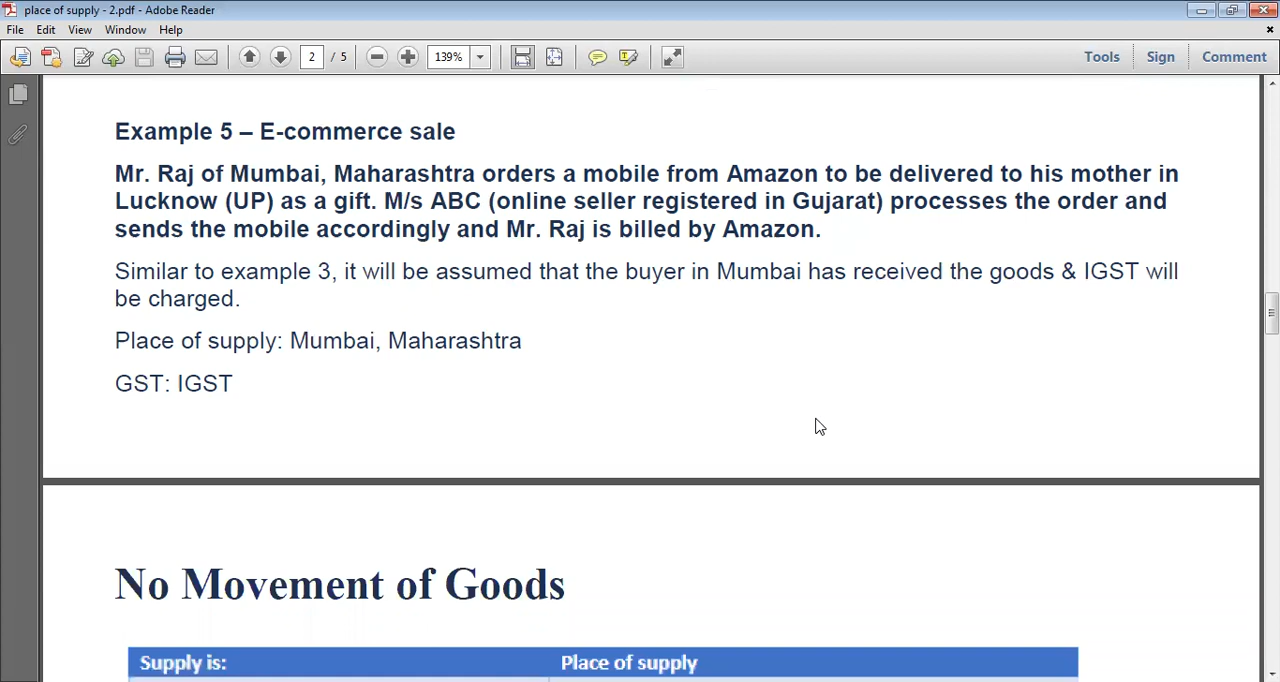 place of supply - 2.pdf - Adobe Reader
File Edit View Window Help
2 / 5 139% Tools Sign Comment
Example 5 – E-commerce sale
Mr. Raj of Mumbai, Maharashtra orders a mobile from Amazon to be delivered to his mother in
Lucknow (UP) as a gift. M/s ABC (online seller registered in Gujarat) processes the order and
sends the mobile accordingly and Mr. Raj is billed by Amazon.
Similar to example 3, it will be assumed that the buyer in Mumbai has received the goods & IGST will
be charged.
Place of supply: Mumbai, Maharashtra
GST: IGST
No Movement of Goods
Supply is: Place of supply